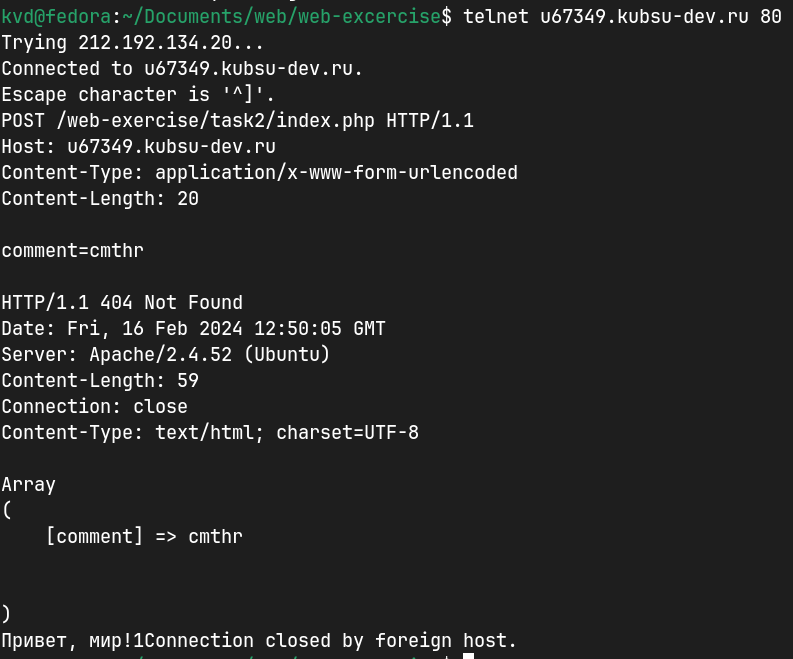 kvd@fedora:~/Documents/web/web-excercise$ telnet u67349.kubsu-dev.ru 80
Trying 212.192.134.20...
Connected to u67349.kubsu-dev.ru.
Escape character is '^]'.
POST /web-exercise/task2/index.php HTTP/1.1
Host: u67349.kubsu-dev.ru
Content-Type: application/x-www-form-urlencoded
Content-Length: 20

comment=cmthr

HTTP/1.1 404 Not Found
Date: Fri, 16 Feb 2024 12:50:05 GMT
Server: Apache/2.4.52 (Ubuntu)
Content-Length: 59
Connection: close
Content-Type: text/html; charset=UTF-8

Array
(
    [comment] => cmthr


)
Привет, мир!1Connection closed by foreign host.